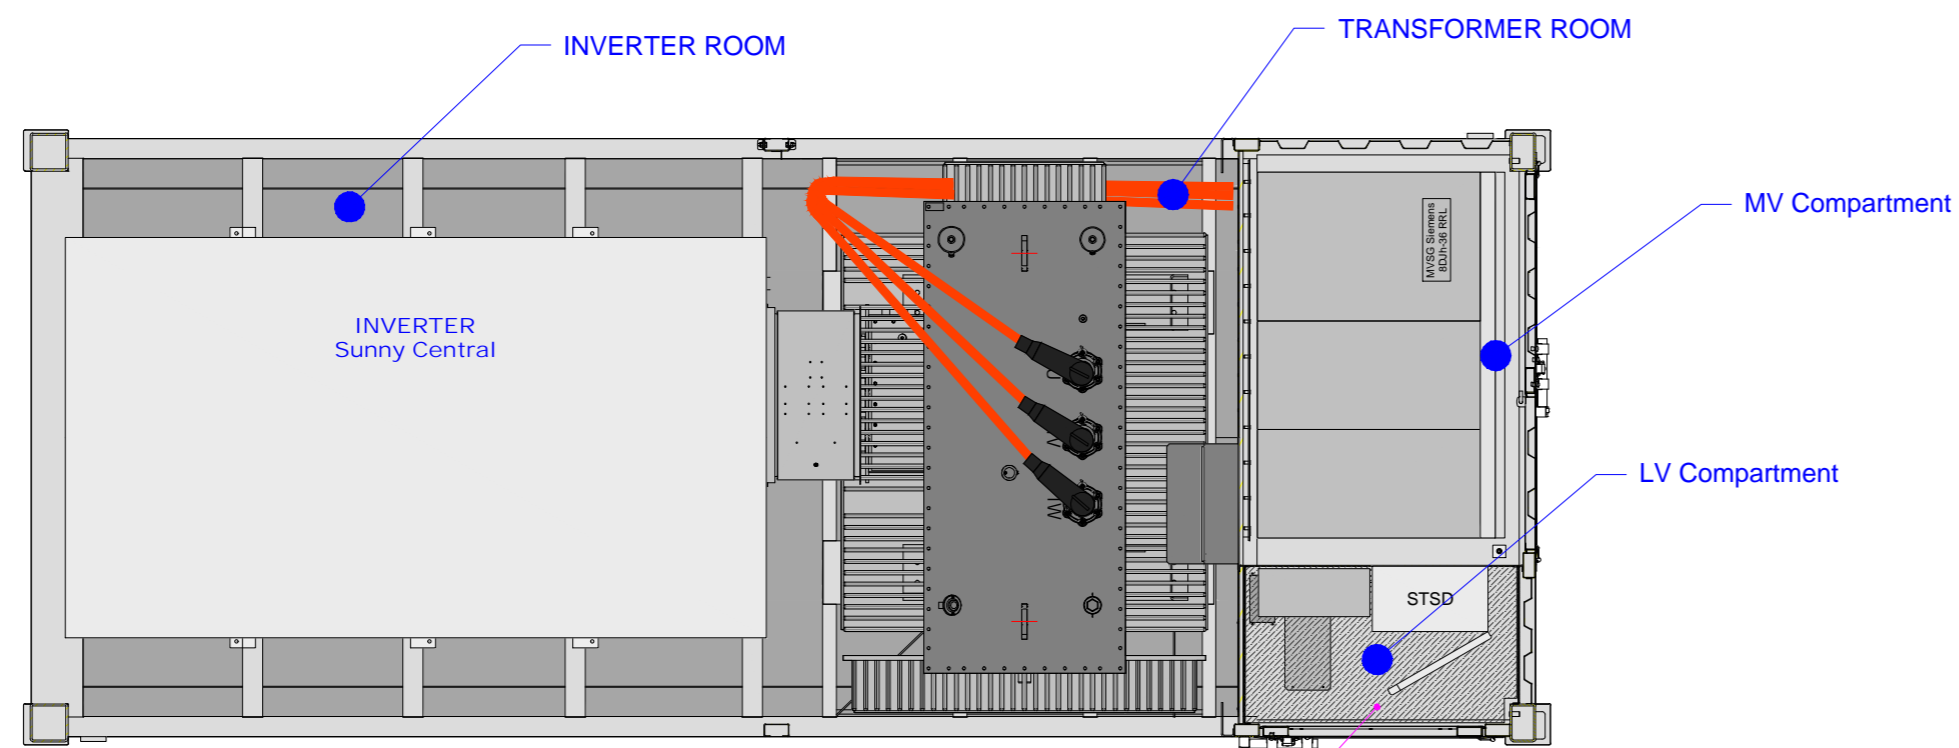 INVERTER ROOM
TRANSFORMER ROOM
MV Compartment
MVSG Siemens
8DJh-36 RRL
INVERTER
Sunny Central
LV Compartment
STSD